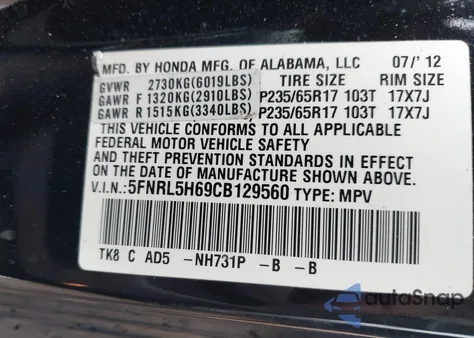 MFD. BY HONDA MFG. OF ALABAMA, LLC 07/'12
GVWR 2730KG(6019LBS) TIRE SIZE RIM SIZE
GAWR F 1320KG(2910LBS) P235/65R17 103T 17X7J
GAWR R 1515KG(3340LBS) P235/65R17 103T 17X7J
THIS VEHICLE CONFORMS TO ALL APPLICABLE
FEDERAL MOTOR VEHICLE SAFETY
AND THEFT PREVENTION STANDARDS IN EFFECT
ON THE DATE OF MANUFACTURE SHOWN ABOVE.
V.I.N.: 5FNRL5H69CB129560 TYPE: MPV
TK8 C AD5 -NH731P -B -B
autoSnap